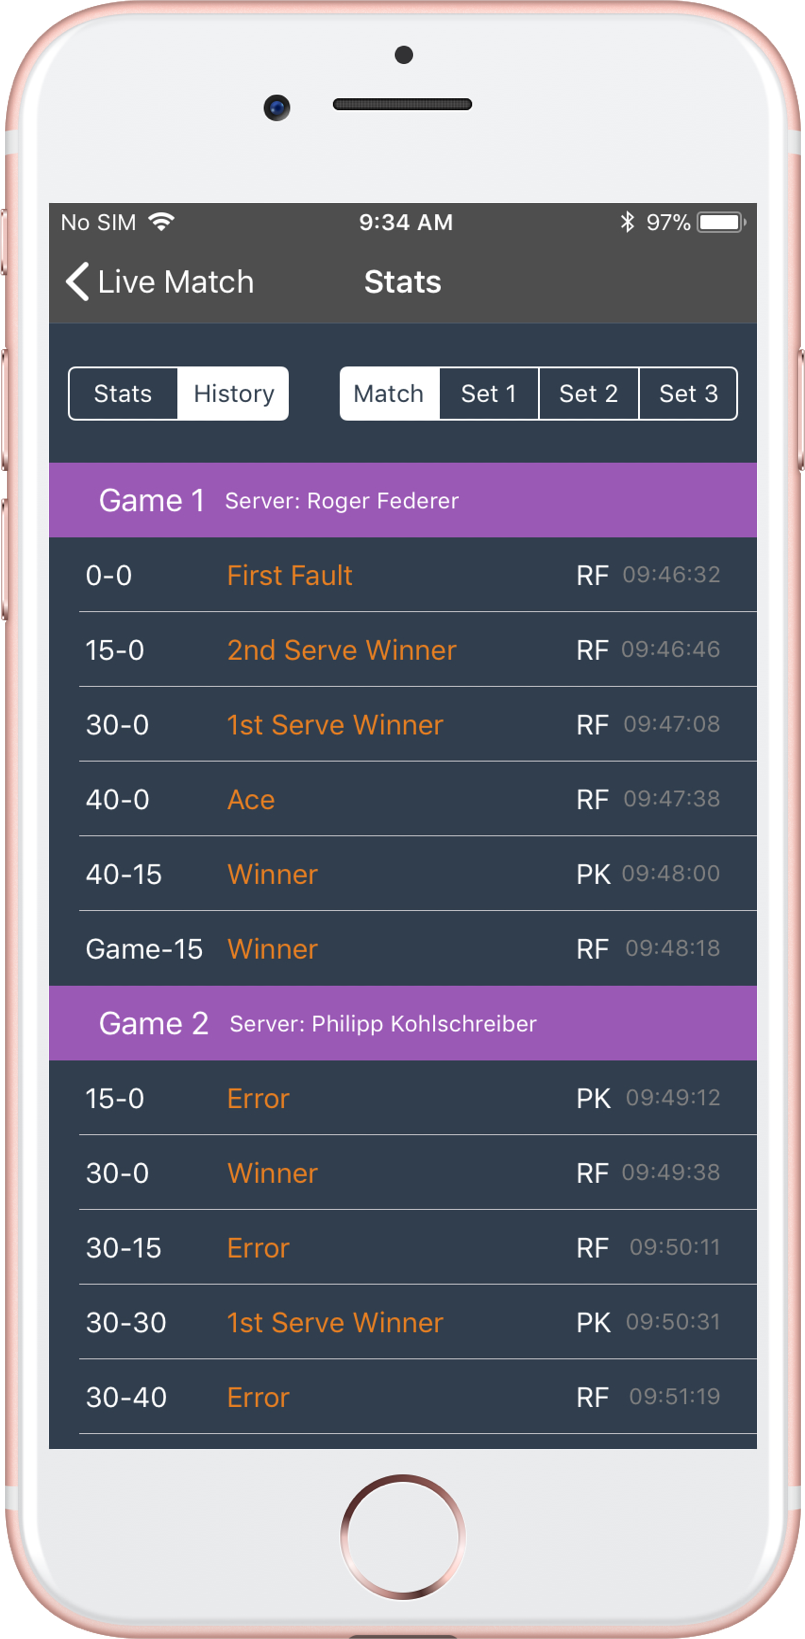 No SIM 9:34 AM 97%
Live Match Stats
Stats History Match Set 1 Set 2 Set 3
Game 1 Server: Roger Federer
0-0 First Fault RF 09:46:32
15-0 2nd Serve Winner RF 09:46:46
30-0 1st Serve Winner RF 09:47:08
40-0 Ace RF 09:47:38
40-15 Winner PK 09:48:00
Game-15 Winner RF 09:48:18
Game 2 Server: Philipp Kohlschreiber
15-0 Error PK 09:49:12
30-0 Winner RF 09:49:38
30-15 Error RF 09:50:11
30-30 1st Serve Winner PK 09:50:31
30-40 Error RF 09:51:19